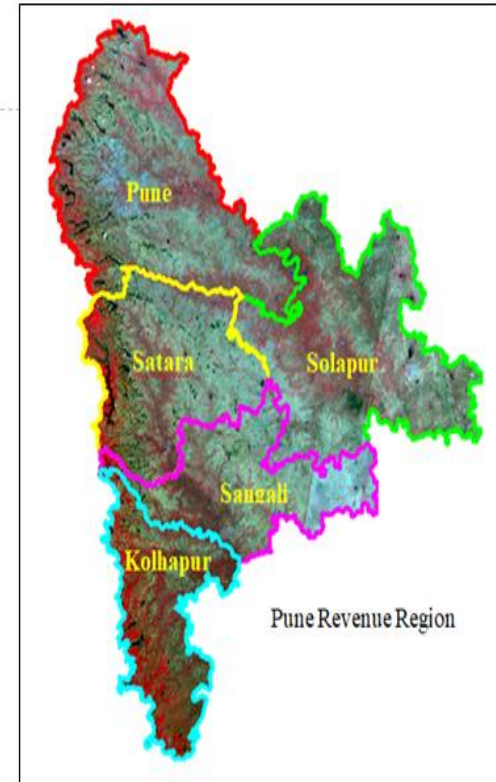 Pune
Satara
Solapur
Sangali
Kolhapur
Pune Revenue Region